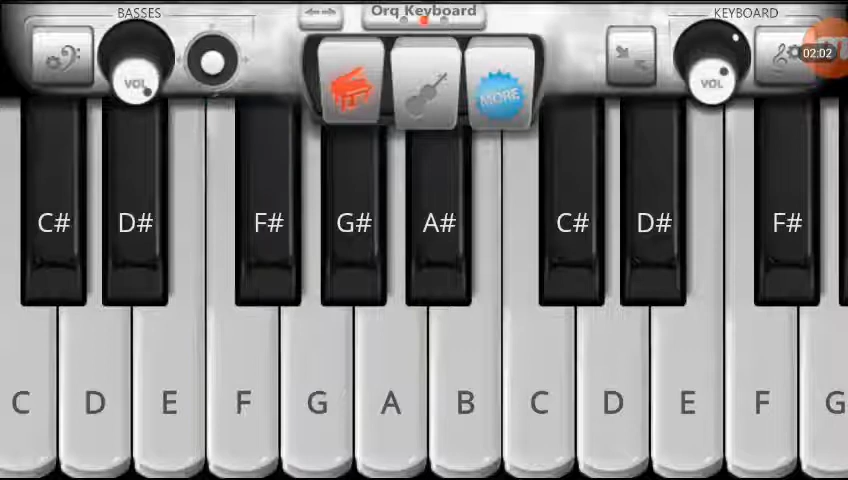 BASSES
Orq Keyboard
KEYBOARD
VOL
MORE
VOL
02:02
C# D# F# G# A# C# D# F#
C D E F G A B C D E F G